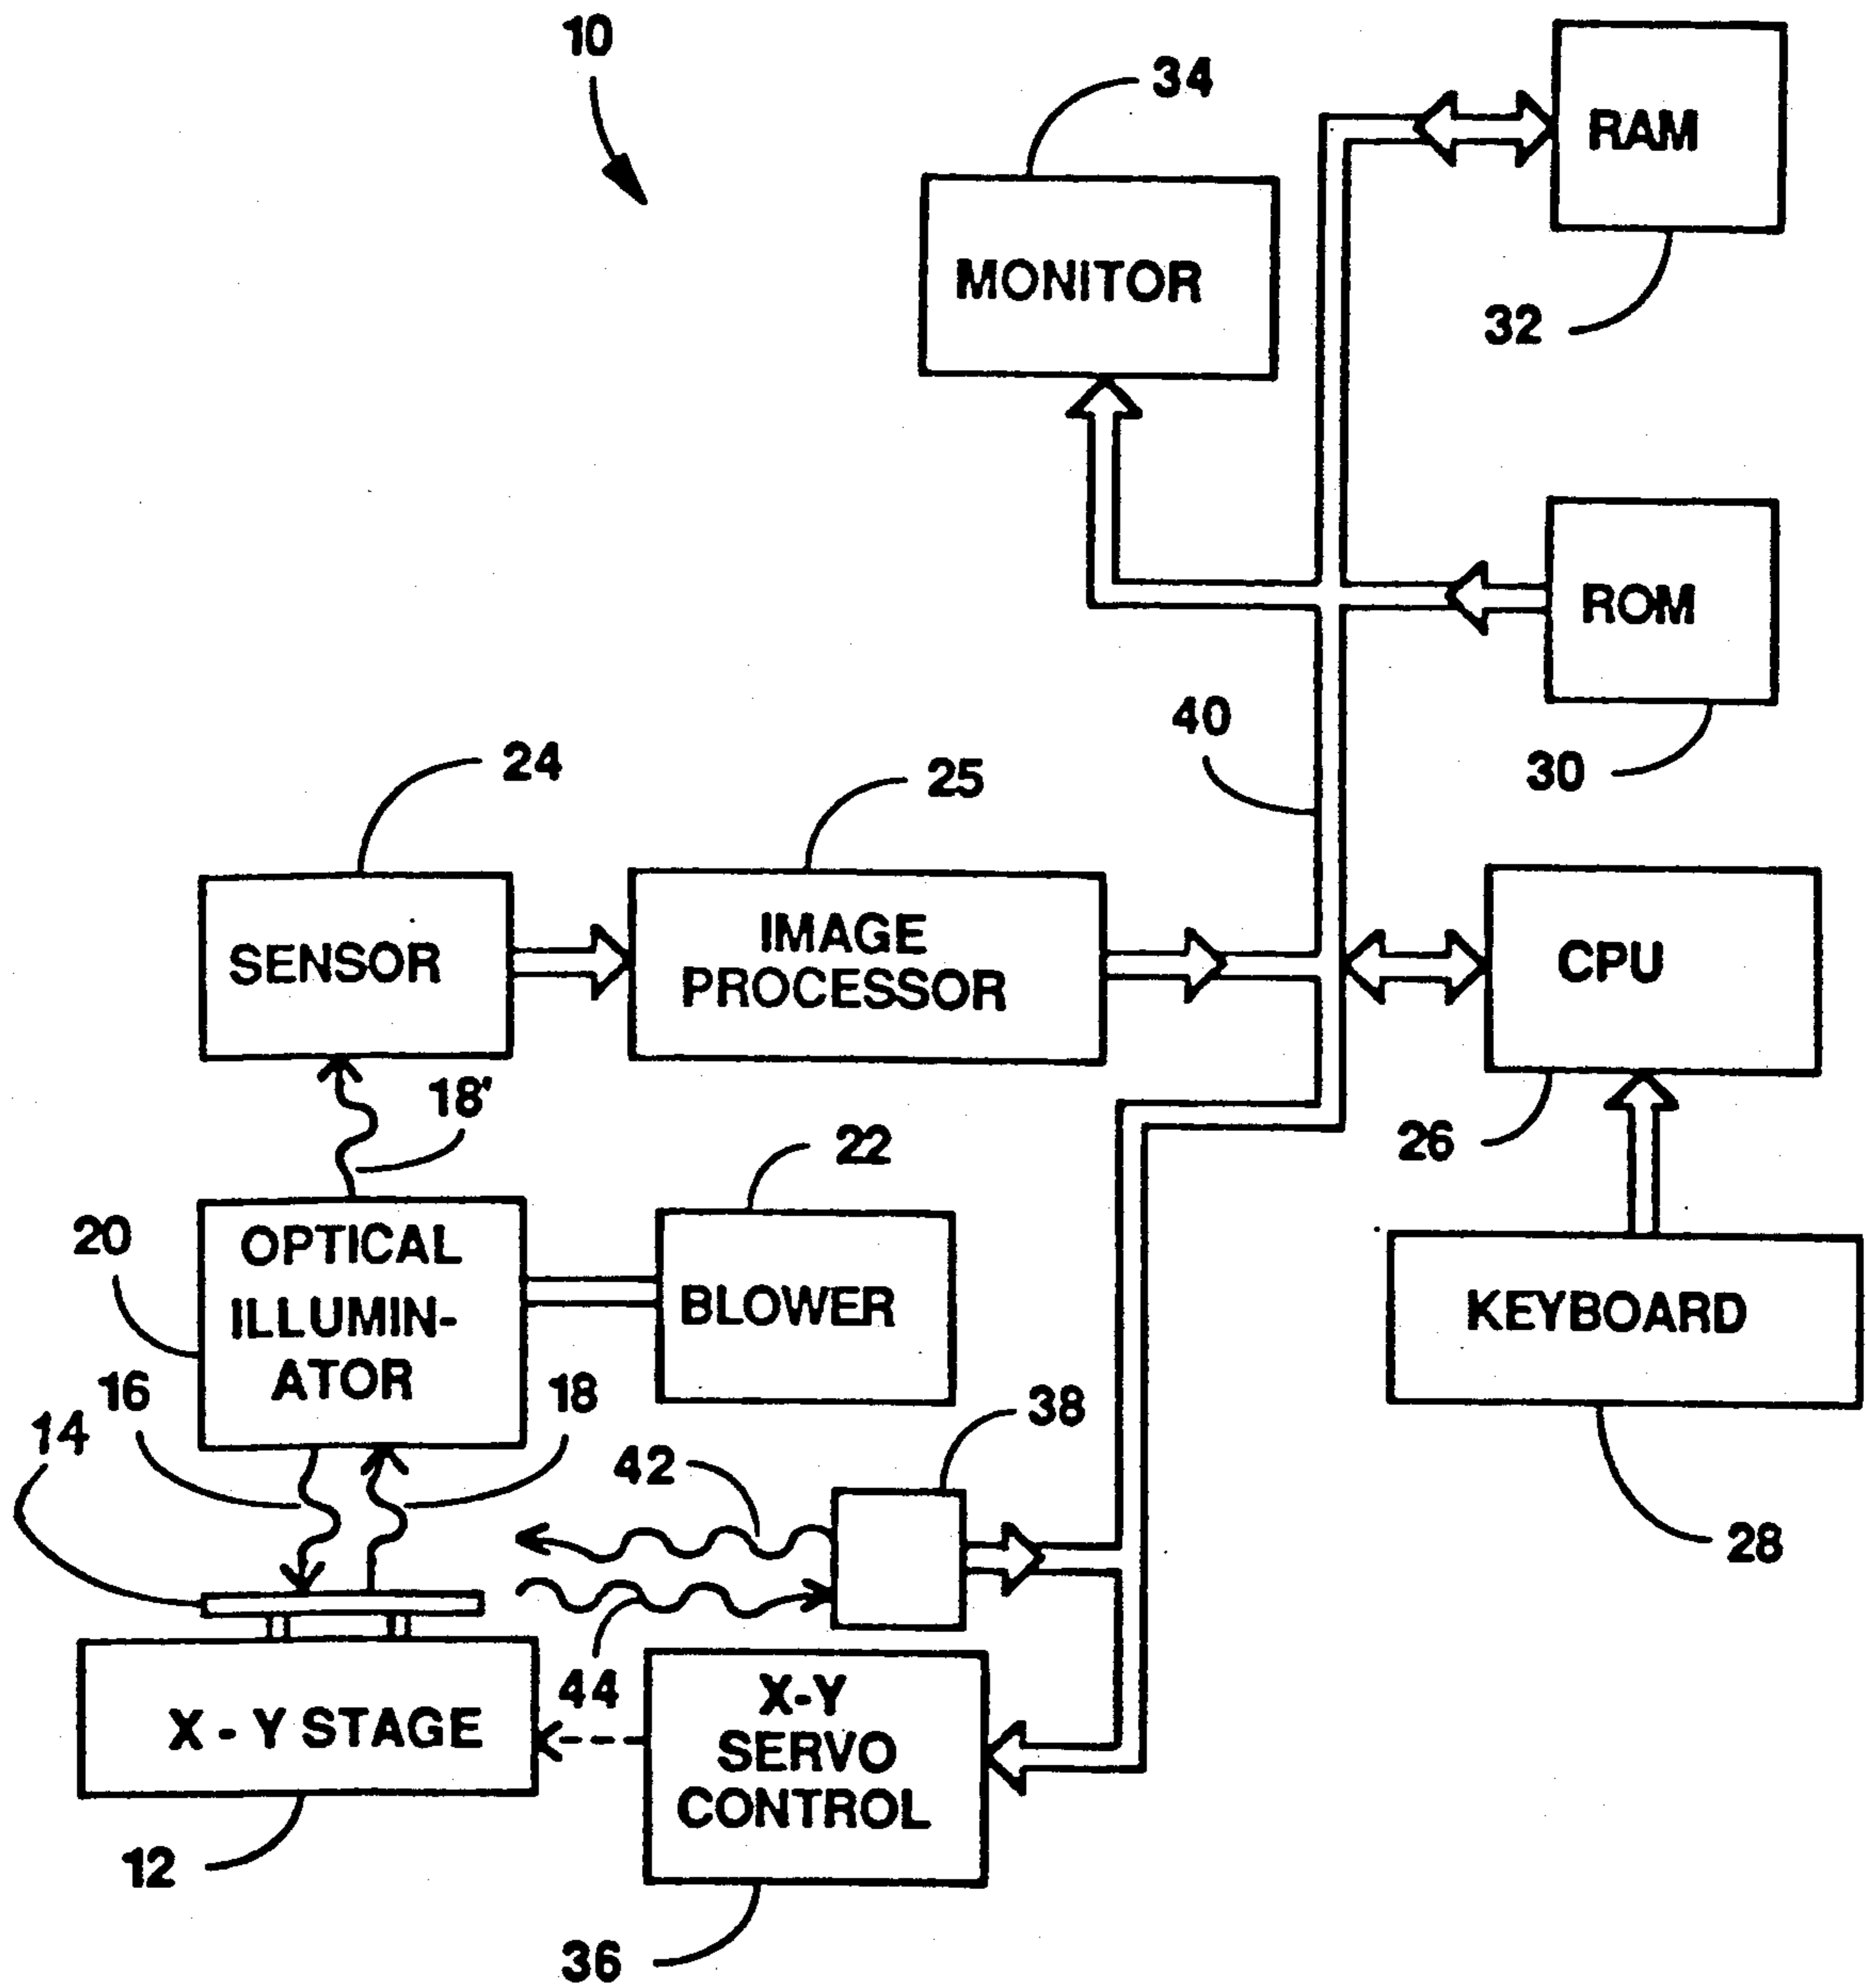 10
34
RAM
MONITOR
32
ROM
40
30
24
25
SENSOR
IMAGE
PROCESSOR
CPU
18'
26
22
20
OPTICAL
ILLUMIN-
ATOR
BLOWER
KEYBOARD
16
18
14
38
42
28
44
X - Y STAGE
X-Y
SERVO
CONTROL
12
36